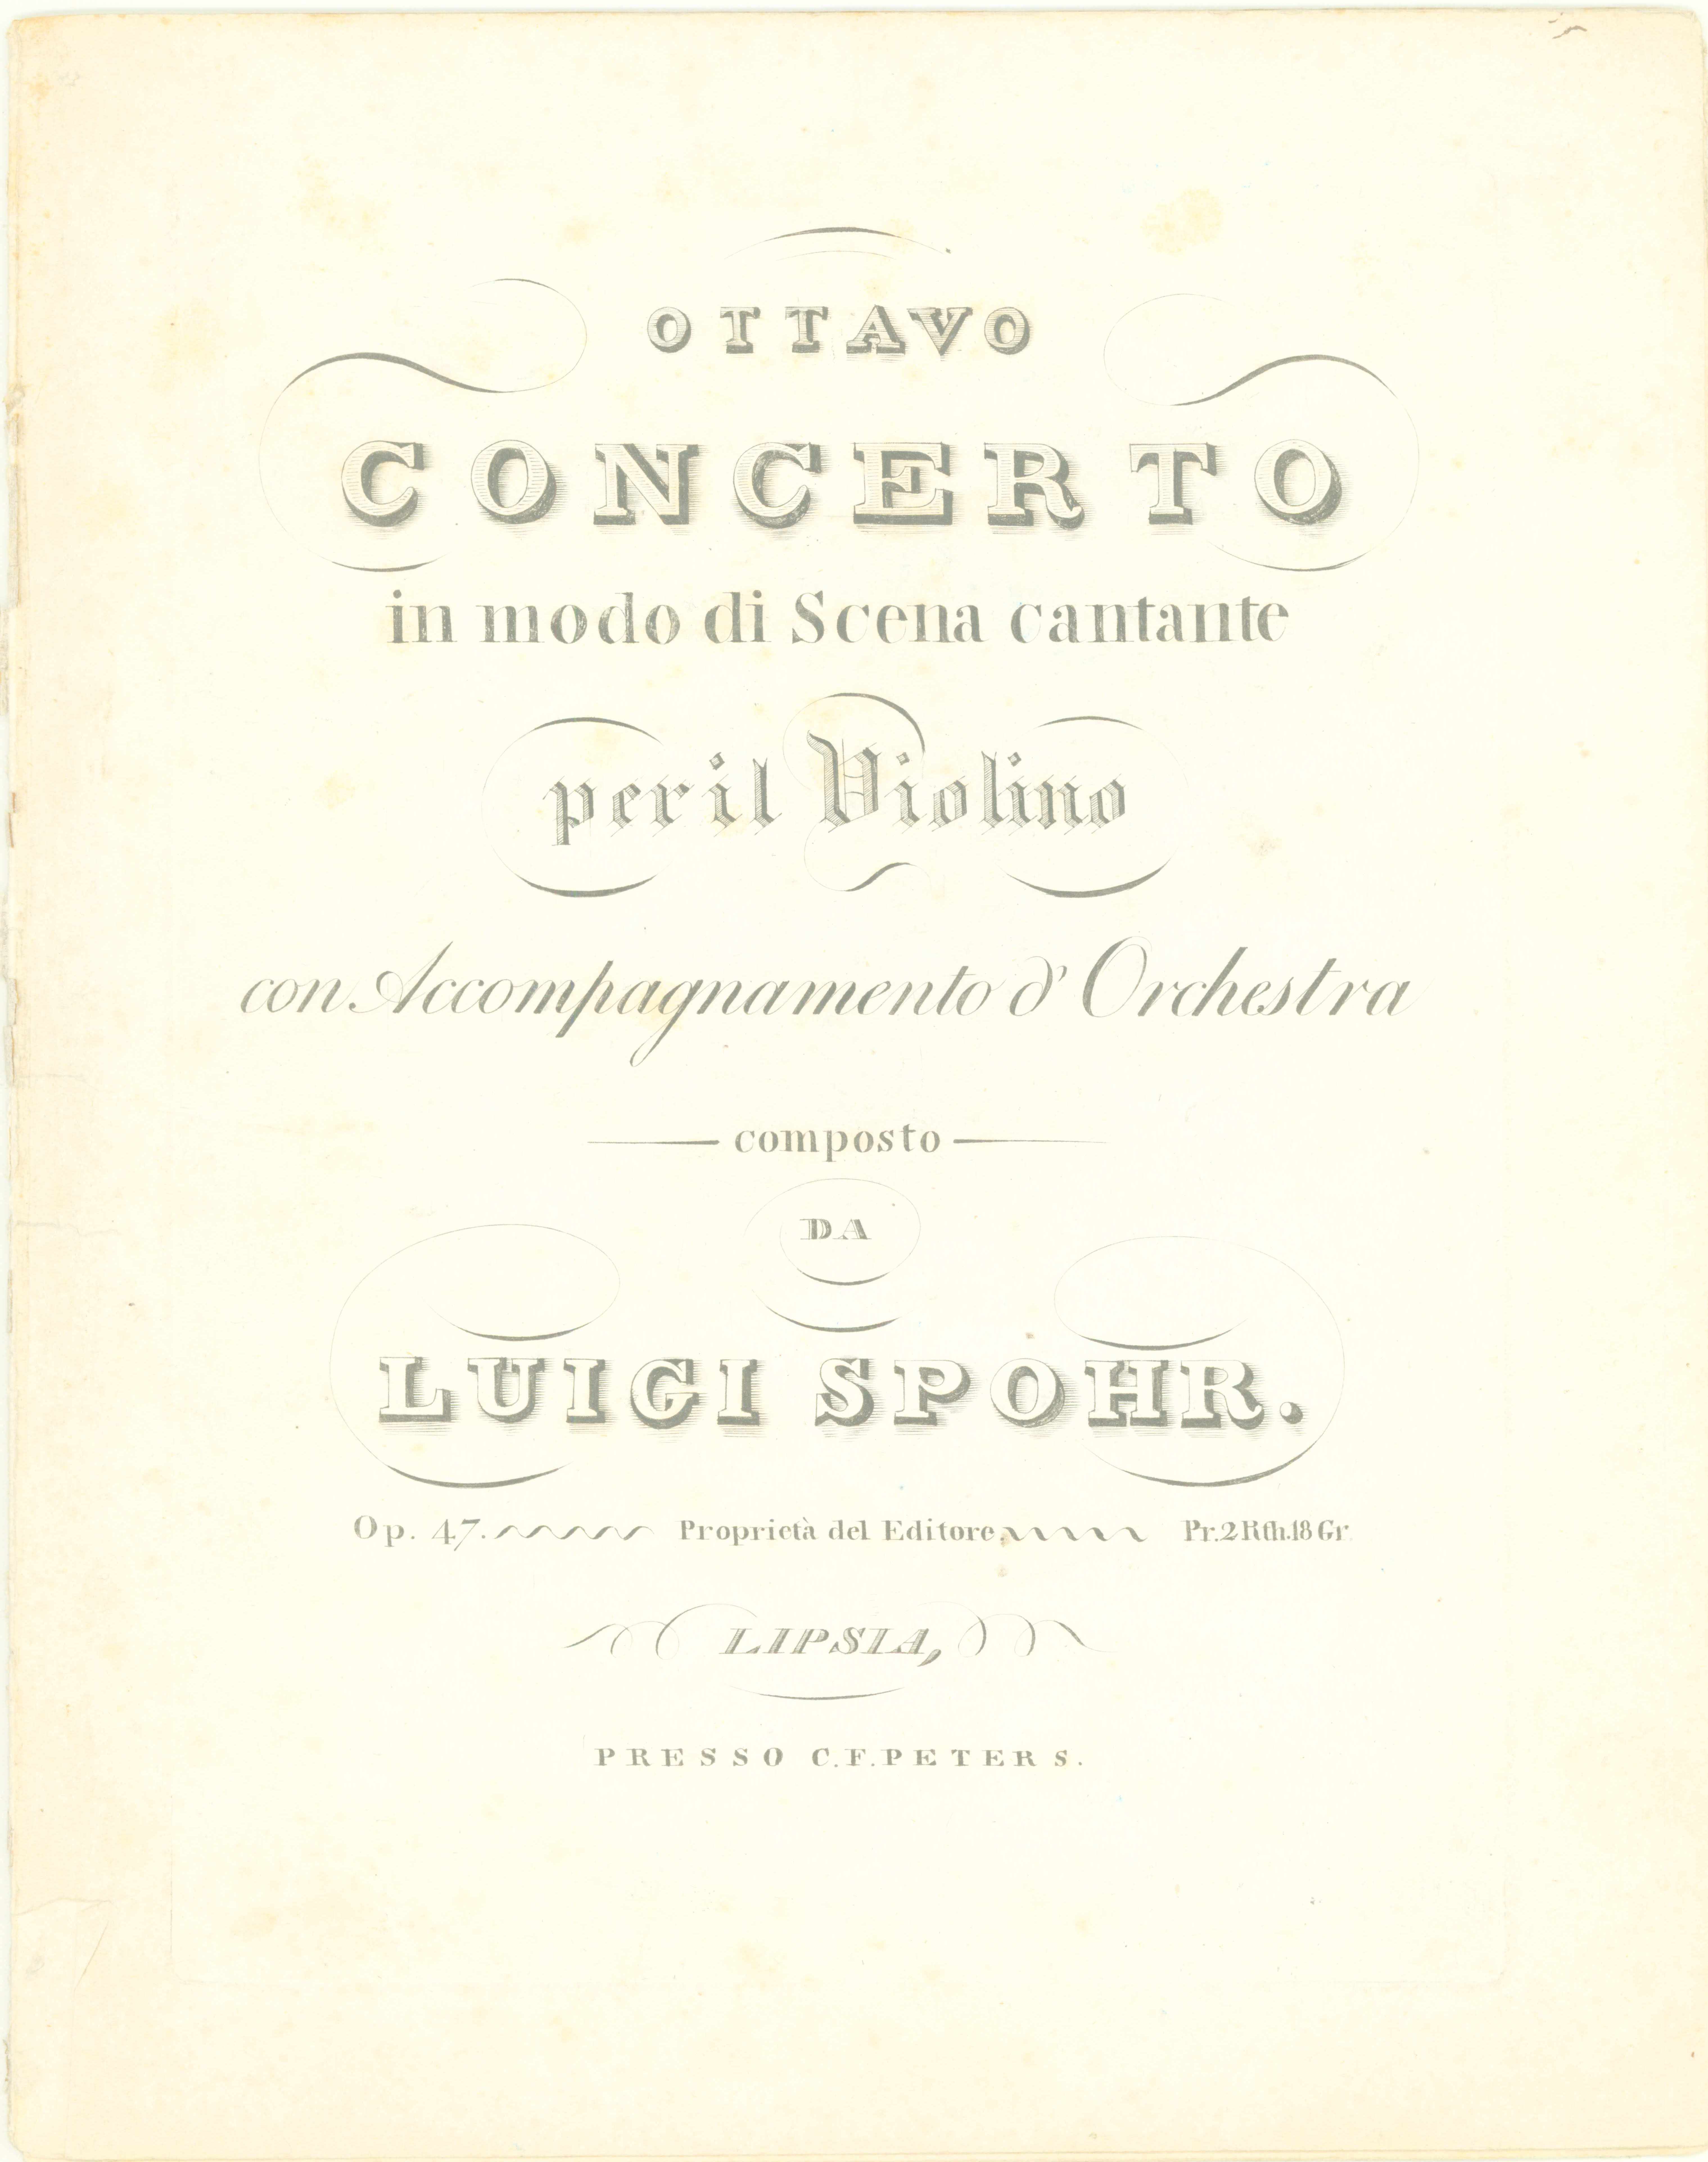 OTTAVO
CONCERTO
in modo di Scena cantante
per il Violino
con Accompagnamento d' Orchestra
composto
DA
LUIGI SPOHR.
Op. 47. Proprietà del Editore. Pr. 2 Rth. 18 Gr.
LIPSIA,
PRESSO C. F. PETERS.